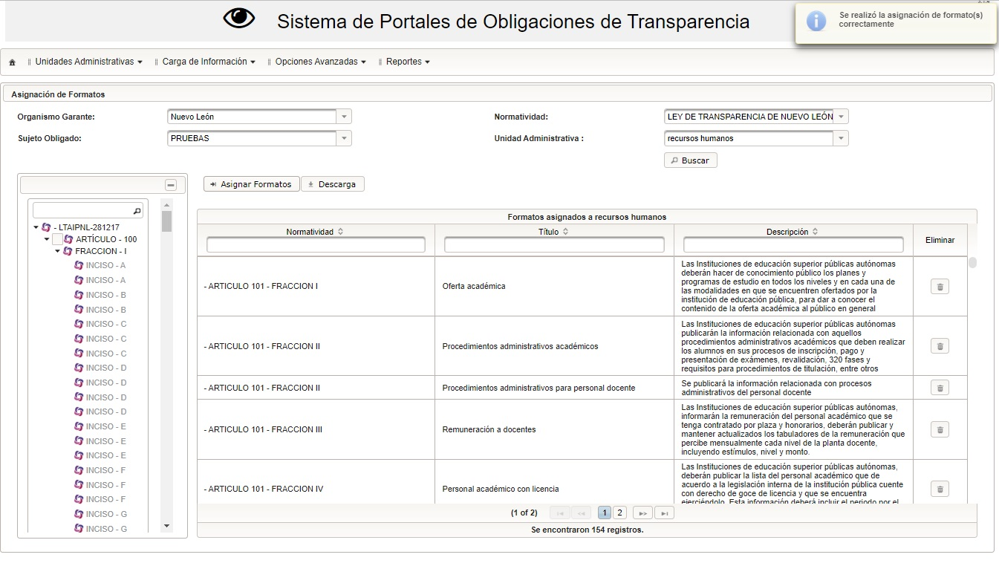 Sistema de Portales de Obligaciones de Transparencia
Se realizó la asignación de formato(s)
correctamente
Unidades Administrativas
Carga de Información
Opciones Avanzadas
Reportes
Asignación de Formatos
Organismo Garante:
Nuevo León
Normatividad:
LEY DE TRANSPARENCIA DE NUEVO LEÓN
Sujeto Obligado:
PRUEBAS
Unidad Administrativa :
recursos humanos
Buscar
Asignar Formatos
Descarga
- LTAIPNL-281217
ARTÍCULO - 100
FRACCION - I
INCISO - A
INCISO - A
INCISO - B
INCISO - B
INCISO - C
INCISO - C
INCISO - C
INCISO - D
INCISO - D
INCISO - D
INCISO - D
INCISO - E
INCISO - E
INCISO - E
INCISO - F
INCISO - F
INCISO - F
INCISO - G
INCISO - G
Formatos asignados a recursos humanos
Normatividad
Título
Descripción
Eliminar
- ARTICULO 101 - FRACCION I
Oferta académica
Las Instituciones de educación superior públicas autónomas
deberán hacer de conocimiento público los planes y
programas de estudio en todos los niveles y en cada una de
las modalidades en que se encuentren ofertados por la
institución de educación pública, para dar a conocer el
contenido de la oferta académica al público en general
- ARTICULO 101 - FRACCION II
Procedimientos administrativos académicos
Las Instituciones de educación superior públicas autónomas
publicarán la información relacionada con aquellos
procedimientos administrativos académicos que deben realizar
los alumnos en sus procesos de inscripción, pago y
presentación de exámenes, revalidación, 320 fases y
requisitos para procedimientos de titulación, entre otros
- ARTICULO 101 - FRACCION II
Procedimientos administrativos para personal docente
Se publicará la información relacionada con procesos
administrativos del personal docente
- ARTICULO 101 - FRACCION III
Remuneración a docentes
Las Instituciones de educación superior públicas autónomas,
informarán la remuneración del personal académico que se
tenga contratado por plaza y honorarios, deberán publicar y
mantener actualizados los tabuladores de la remuneración que
percibe mensualmente cada nivel de la planta docente,
incluyendo estímulos, nivel y monto.
- ARTICULO 101 - FRACCION IV
Personal académico con licencia
Las Instituciones de educación superior públicas autónomas,
deberán publicar la lista del personal académico que de
acuerdo a la legislación interna de la institución pública cuente
con derecho de goce de licencia y que se encuentra
ejerciéndolo. Esta información deberá incluir el periodo por el
(1 of 2)
1
2
Se encontraron 154 registros.